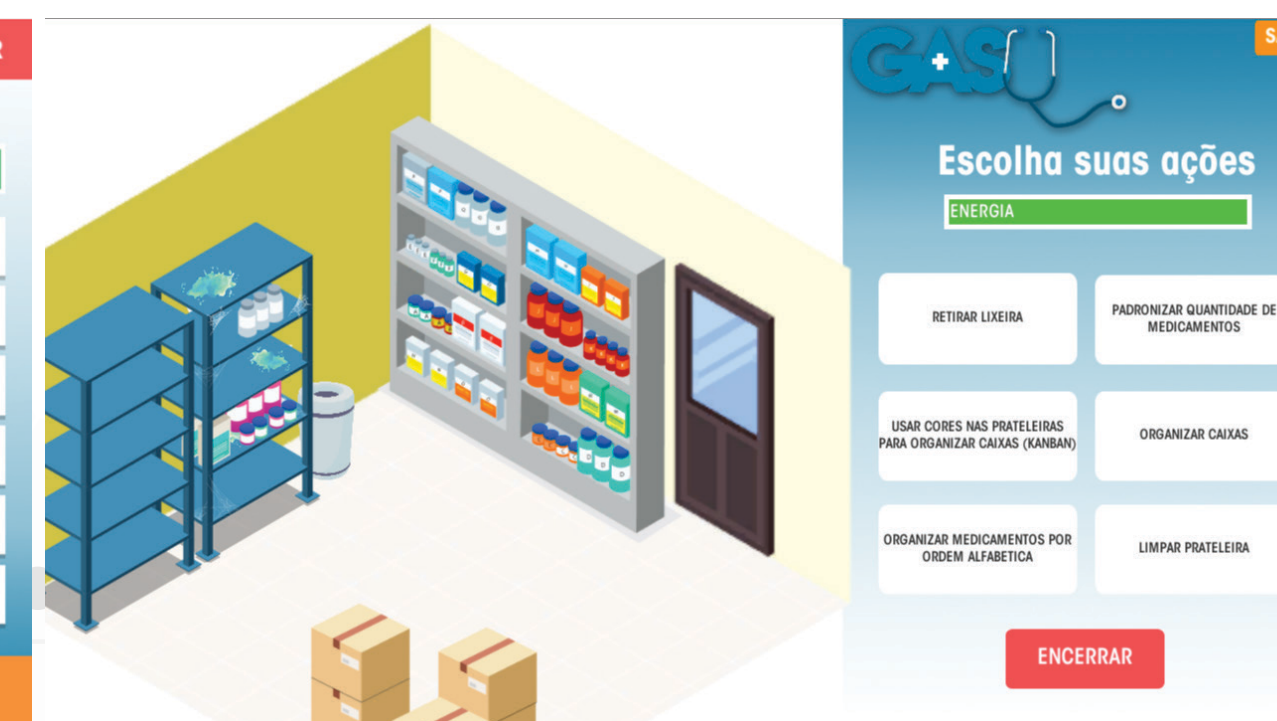 GAS
Escolha suas ações
ENERGIA
RETIRAR LIXEIRA
PADRONIZAR QUANTIDADE DE
MEDICAMENTOS
USAR CORES NAS PRATELEIRAS
PARA ORGANIZAR CAIXAS (KANBAN)
ORGANIZAR CAIXAS
ORGANIZAR MEDICAMENTOS POR
ORDEM ALFABETICA
LIMPAR PRATELEIRA
ENCERRAR